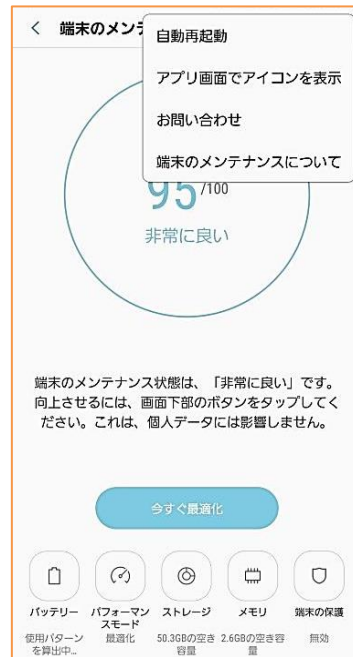 端末のメンテ
自動再起動
アプリ画面でアイコンを表示
お問い合わせ
端末のメンテナンスについて
95/100
非常に良い
端末のメンテナンス状態は、「非常に良い」です。
向上させるには、画面下部のボタンをタップしてく
ださい。これは、個人データには影響しません。
今すぐ最適化
バッテリー
使用パターン
を算出中...
パフォーマン
スモード
最適化
ストレージ
50.3GBの空き
容量
メモリ
2.6GBの空き容
量
端末の保護
無効